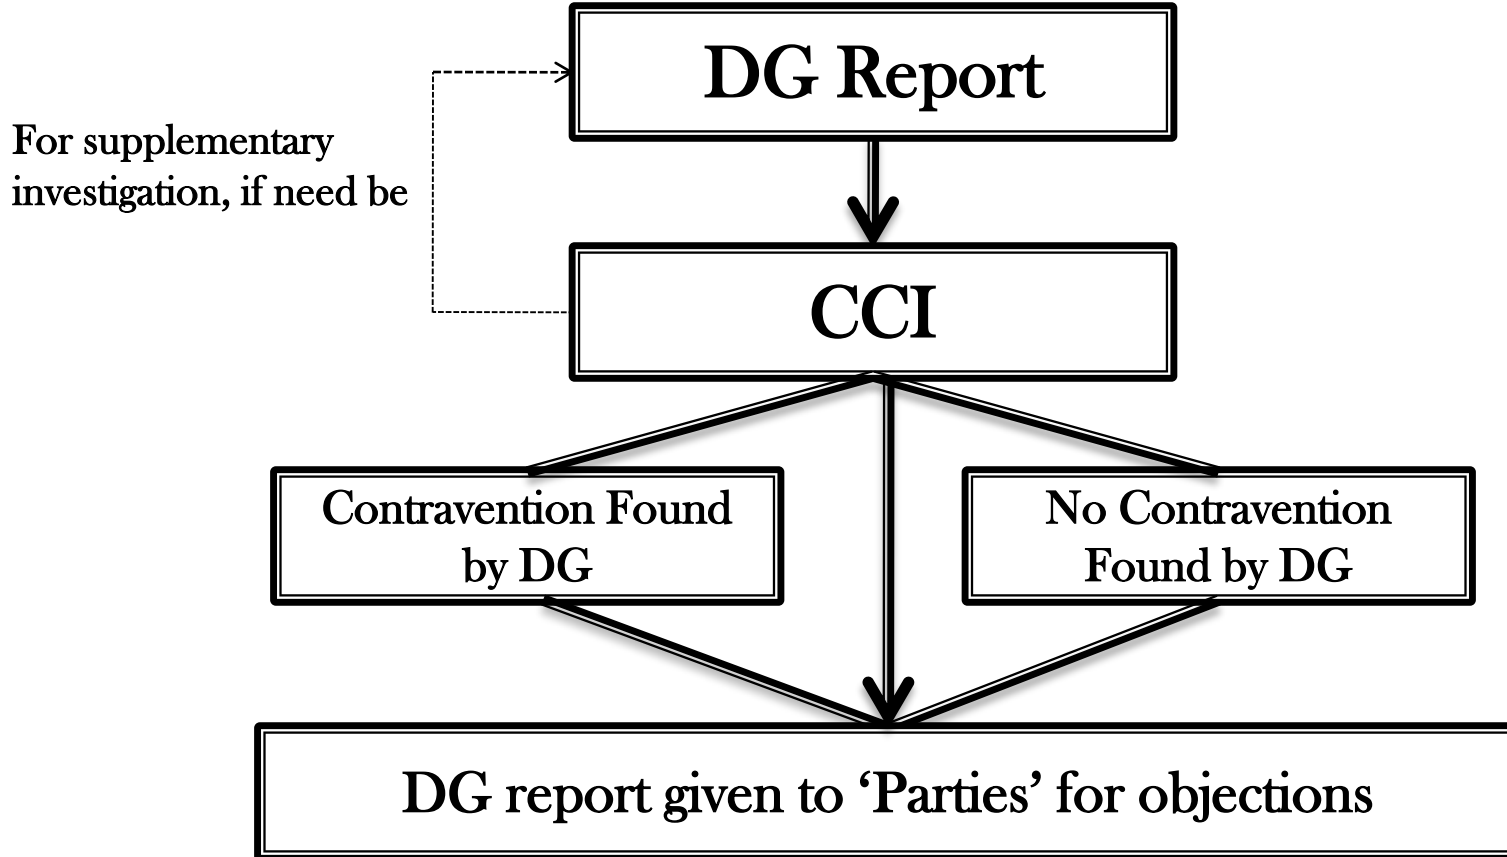 DG Report
For supplementary
investigation, if need be
CCI
Contravention Found
by DG
No Contravention
Found by DG
DG report given to ‘Parties’ for objections